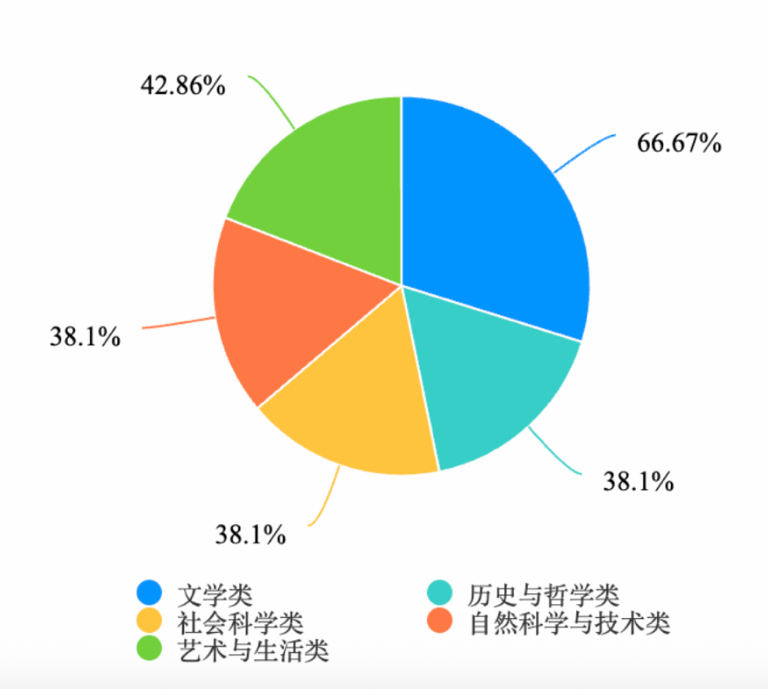 42.86%
66.67%
38.1%
38.1%
38.1%
文学类
历史与哲学类
社会科学类
自然科学与技术类
艺术与生活类